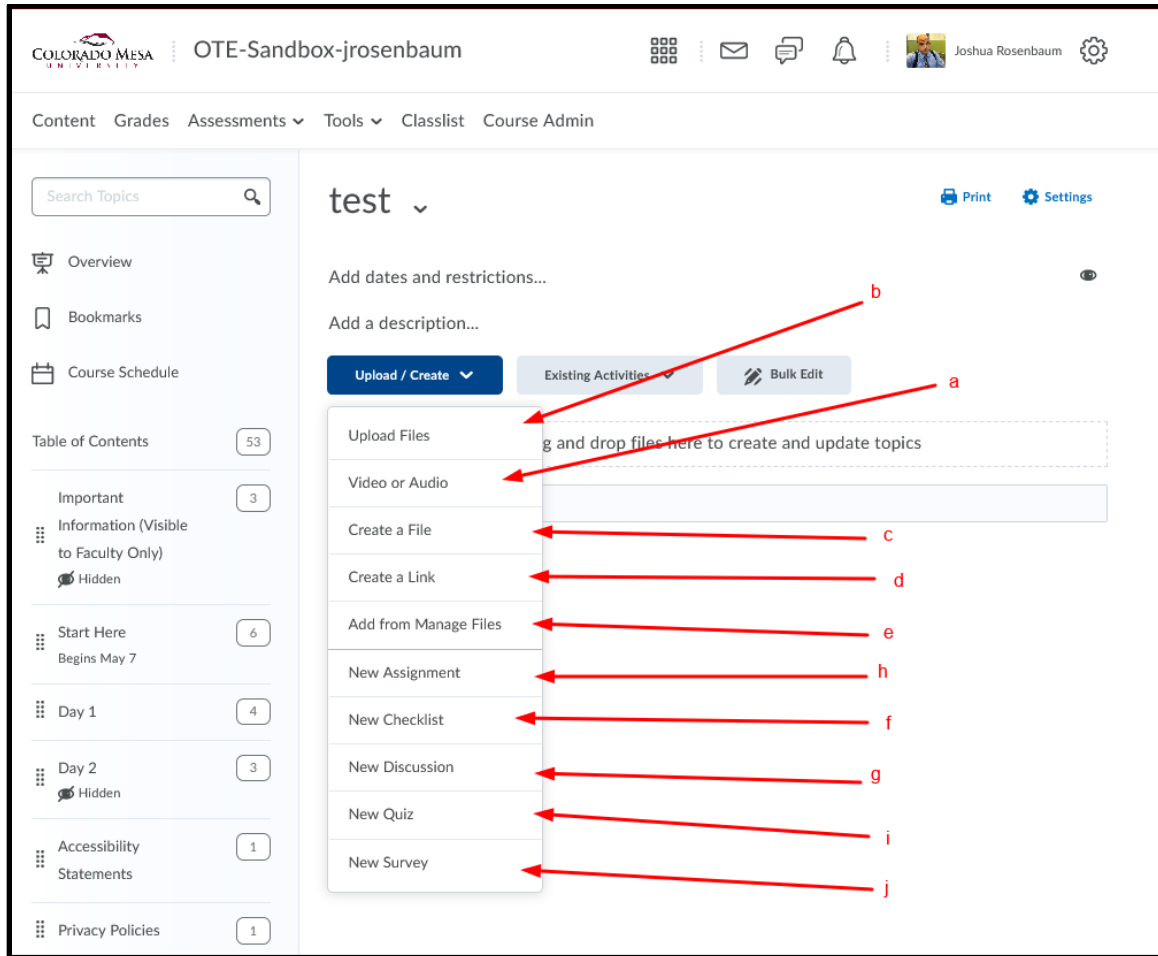 COLORADO MESA
UNIVERSITY
OTE-Sandbox-jrosenbaum
Joshua Rosenbaum
Content Grades Assessments Tools Classlist Course Admin
Search Topics
Overview
Bookmarks
Course Schedule
Table of Contents 53
Important 3
Information (Visible
to Faculty Only)
Hidden
Start Here 6
Begins May 7
Day 1 4
Day 2 3
Hidden
Accessibility 1
Statements
Privacy Policies 1
test
Print Settings
Add dates and restrictions...
b
Add a description...
Upload / Create Existing Activities Bulk Edit
a
Upload Files
g and drop files here to create and update topics
Video or Audio
Create a File
c
Create a Link
d
Add from Manage Files
e
New Assignment
h
New Checklist
f
New Discussion
g
New Quiz
i
New Survey
j